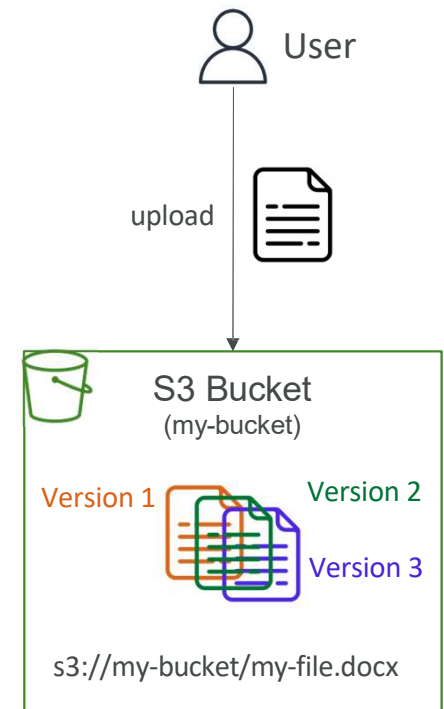 User
upload
S3 Bucket
(my-bucket)
Version 1
Version 2
Version 3
s3://my-bucket/my-file.docx